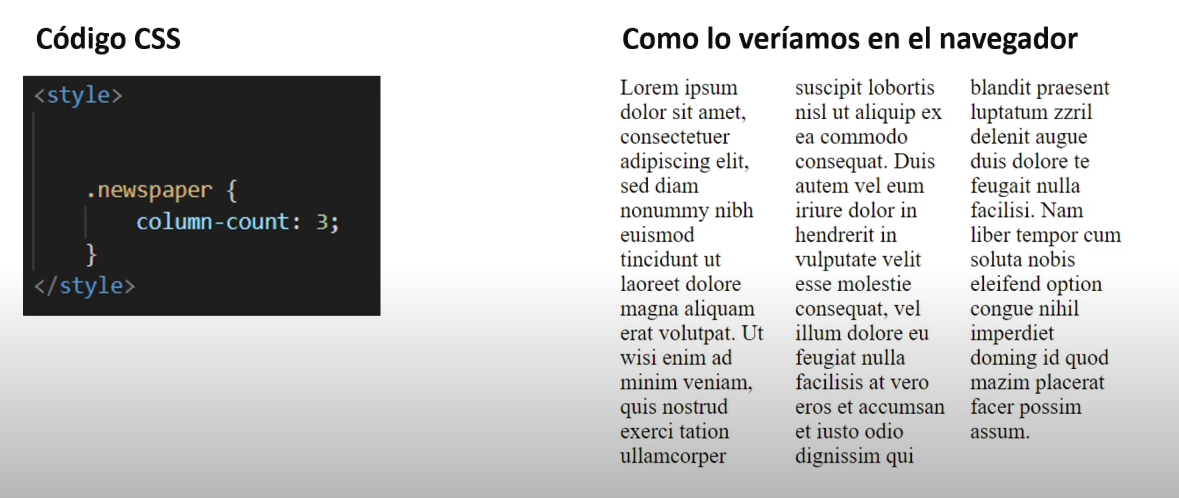 Código CSS
<style>
.newspaper {
column-count: 3;
}
</style>
Como lo veríamos en el navegador
Lorem ipsum
dolor sit amet,
consectetuer
adipiscing elit,
sed diam
nonummy nibh
euismod
tincidunt ut
laoreet dolore
magna aliquam
erat volutpat. Ut
wisi enim ad
minim veniam,
quis nostrud
exerci tation
ullamcorper
suscipit lobortis
nisl ut aliquip ex
ea commodo
consequat. Duis
autem vel eum
iriure dolor in
hendrerit in
vulputate velit
esse molestie
consequat, vel
illum dolore eu
feugiat nulla
facilisis at vero
eros et accumsan
et iusto odio
dignissim qui
blandit praesent
luptatum zzril
delenit augue
duis dolore te
feugait nulla
facilisi. Nam
liber tempor cum
soluta nobis
eleifend option
congue nihil
imperdiet
doming id quod
mazim placerat
facer possim
assum.